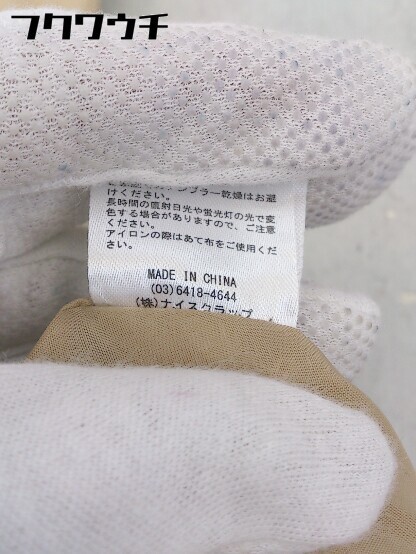 フクワウチ
ンブラー乾燥はお避
けください。
長時間の照射日光や蛍光灯の光で変
色する場合がありますので、ご注意
ください。
アイロンの際はあて布をご使用くだ
さい。
MADE IN CHINA
(03)6418-4644
(株)ナイスクラップ